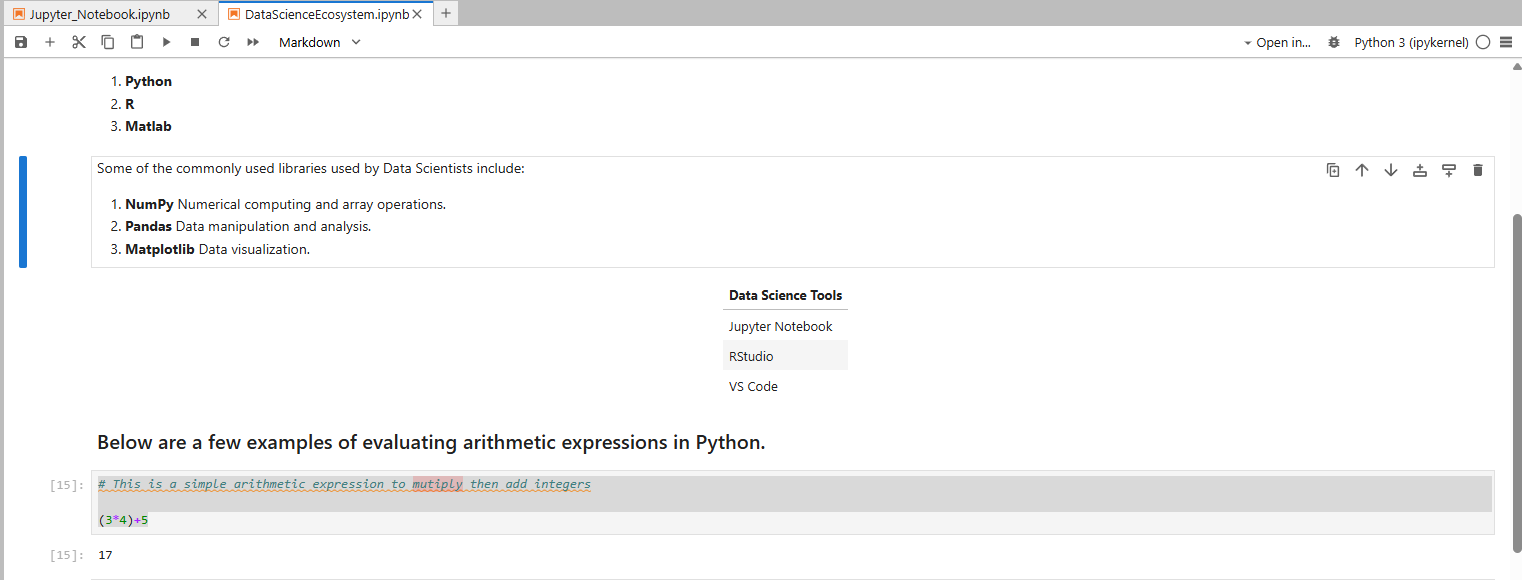 Jupyter_Notebook.ipynb
DataScienceEcosystem.ipynb
Markdown
Open in...
Python 3 (ipykernel)
1. Python
2. R
3. Matlab
Some of the commonly used libraries used by Data Scientists include:
1. NumPy Numerical computing and array operations.
2. Pandas Data manipulation and analysis.
3. Matplotlib Data visualization.
Data Science Tools
Jupyter Notebook
RStudio
VS Code
Below are a few examples of evaluating arithmetic expressions in Python.
[15]: # This is a simple arithmetic expression to mutiply then add integers
(3*4)+5
[15]: 17